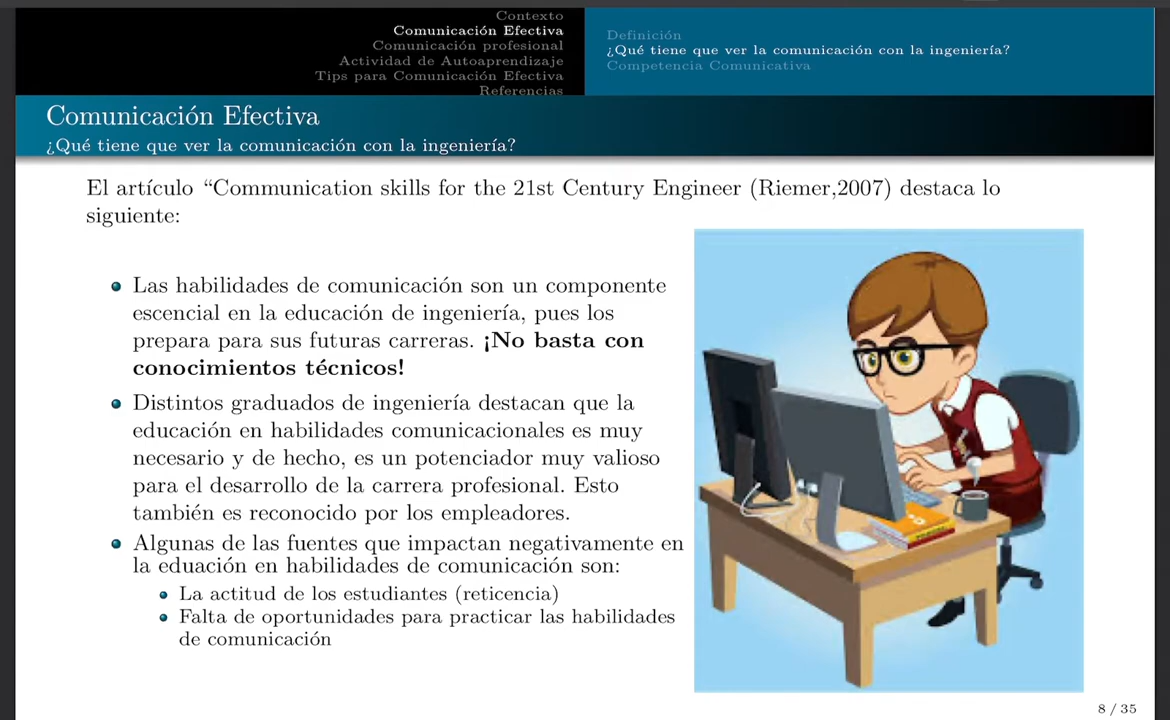 Contexto
Comunicación Efectiva
Comunicación profesional
Actividad de Autoaprendizaje
Tips para Comunicación Efectiva
Referencias
Definición
¿Qué tiene que ver la comunicación con la ingeniería?
Competencia Comunicativa
Comunicación Efectiva
¿Qué tiene que ver la comunicación con la ingeniería?
El artículo “Communication skills for the 21st Century Engineer (Riemer,2007) destaca lo
siguiente:
Las habilidades de comunicación son un componente
escencial en la educación de ingeniería, pues los
prepara para sus futuras carreras. ¡No basta con
conocimientos técnicos!
Distintos graduados de ingeniería destacan que la
educación en habilidades comunicacionales es muy
necesario y de hecho, es un potenciador muy valioso
para el desarrollo de la carrera profesional. Esto
también es reconocido por los empleadores.
Algunas de las fuentes que impactan negativamente en
la eduación en habilidades de comunicación son:
La actitud de los estudiantes (reticencia)
Falta de oportunidades para practicar las habilidades
de comunicación
8 / 35